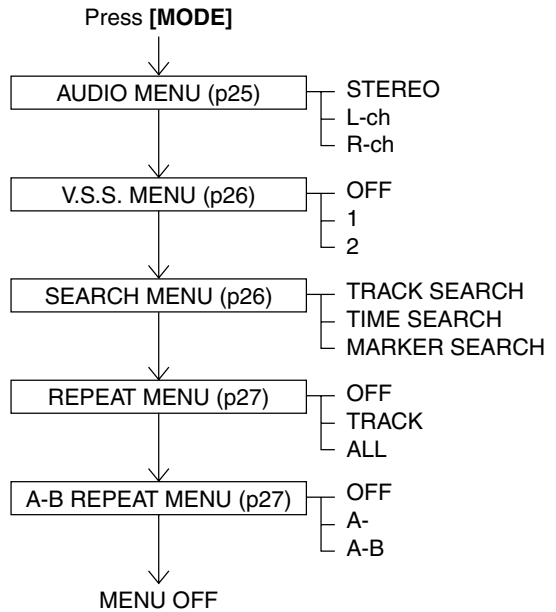 Press [MODE]
AUDIO MENU (p25)
STEREO
L-ch
R-ch
V.S.S. MENU (p26)
OFF
1
2
SEARCH MENU (p26)
TRACK SEARCH
TIME SEARCH
MARKER SEARCH
REPEAT MENU (p27)
OFF
TRACK
ALL
A-B REPEAT MENU (p27)
OFF
A-
A-B
MENU OFF